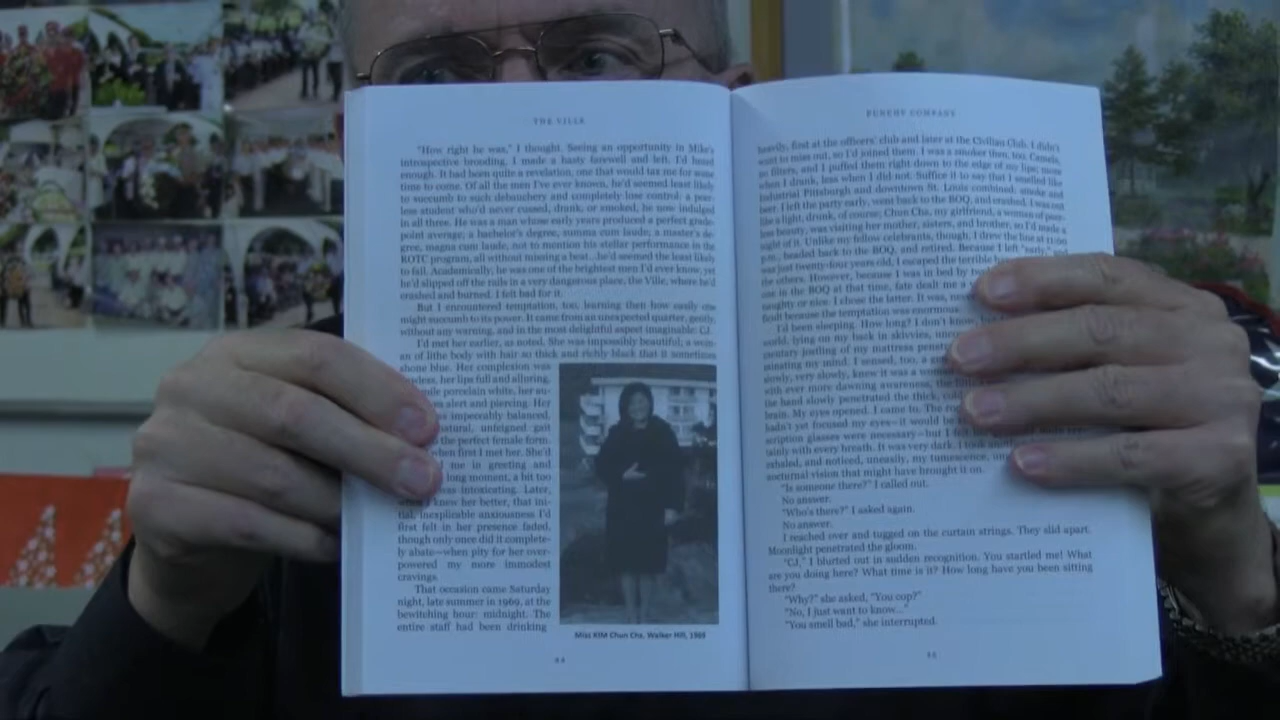 THE VILLE
"How right he was," I thought. Seeing an opportunity in Mike's
introspective brooding, I made a hasty farewell and left. I'd heard
enough. It had been quite a revelation, one that would tax me for some
time to come. Of all the men I've ever known, he'd seemed least likely
to succumb to such debauchery and completely lose control: a peer-
less student who'd never cussed, drunk, or smoked, he now indulged
in all three. He was a man whose early years produced a perfect grade-
point average; a bachelor's degree, summa cum laude; a master's de-
gree, magna cum laude, not to mention his stellar performance in the
ROTC program, all without missing a beat...he'd seemed the least likely
to fail. Academically, he was one of the brightest men I'd ever know; yet
he'd slipped off the rails in a very dangerous place, the Ville, where he'd
crashed and burned. I felt bad for it.
But I encountered temptation, too, learning then how easily one
might succumb to its power. It came from an unexpected quarter, gently,
without any warning, and in the most delightful aspect imaginable: CJ.
I'd met her earlier, as noted. She was impossibly beautiful; a wom-
an of lithe body with hair so thick and richly black that it sometimes
shone blue. Her complexion was
her lips full and alluring.
porcelain white, her
alert and piercing. Her
impeccably balanced,
unfeigned gait
the perfect female form.
when first I met her. She'd
me in greeting and
long moment, a bit too
was intoxicating. Later,
knew her better, that ini-
tial, inexplicable anxiousness I'd
first felt in her presence faded,
though only once did it complete-
ly abate—when pity for her over-
powered my more immodest
cravings.
That occasion came Saturday
night, late summer in 1969, at the
bewitching hour: midnight. The
entire staff had been drinking
Miss KIM Chun Cha, Walker Hill, 1969
94
PUNCHY COMPANY
heavily, first at the officers' club and later at the Civilian Club. I didn't
want to miss out, so I'd joined them. I was a smoker then, too, Camels,
no filters, and I puffed them right down to the edge of my lips; more
when I drunk, less when I did not. Suffice it to say that I smelled like
industrial Pittsburgh and downtown St. Louis combined: smoke and
beer. I left the party early, went back to the BOQ, and crashed. I was out
like a light, drunk, of course; Chun Cha, my girlfriend, a woman of peer-
less beauty, was visiting her mother, sisters, and brother, so I'd made a
night of it. Unlike my fellow celebrants, though, I drew the line at 11:00
p.m., headed back to the BOQ, and retired. Because I left "early,"
was just twenty-four years old, I escaped the terrible
the others. However, because I was in bed by
one in the BOQ at that time, fate dealt me a
naughty or nice. I chose the latter. It was,
ficult because the temptation was enormous.
I'd been sleeping. How long? I don't know,
world, lying on my back in skivvies,
mentary jostling of my mattress
minating my mind. I sensed, too, a
slowly, very slowly, knew it was a
with ever more dawning awareness, the
the hand slowly penetrated the thick,
brain. My eyes opened. I came to. The
hadn't yet focused my eyes—it would be
scription glasses were necessary—but I
tainly with every breath. It was very dark. I took another
exhaled, and noticed, uneasily, my tumescence,
nocturnal vision that might have brought it on.
"Is someone there?" I called out.
No answer.
"Who's there?" I asked again.
No answer.
I reached over and tugged on the curtain strings. They slid apart.
Moonlight penetrated the gloom.
"CJ," I blurted out in sudden recognition. You startled me! What
are you doing here? What time is it? How long have you been sitting
there?
"Why?" she asked, "You cop?"
"No, I just want to know..."
"You smell bad," she interrupted.
95